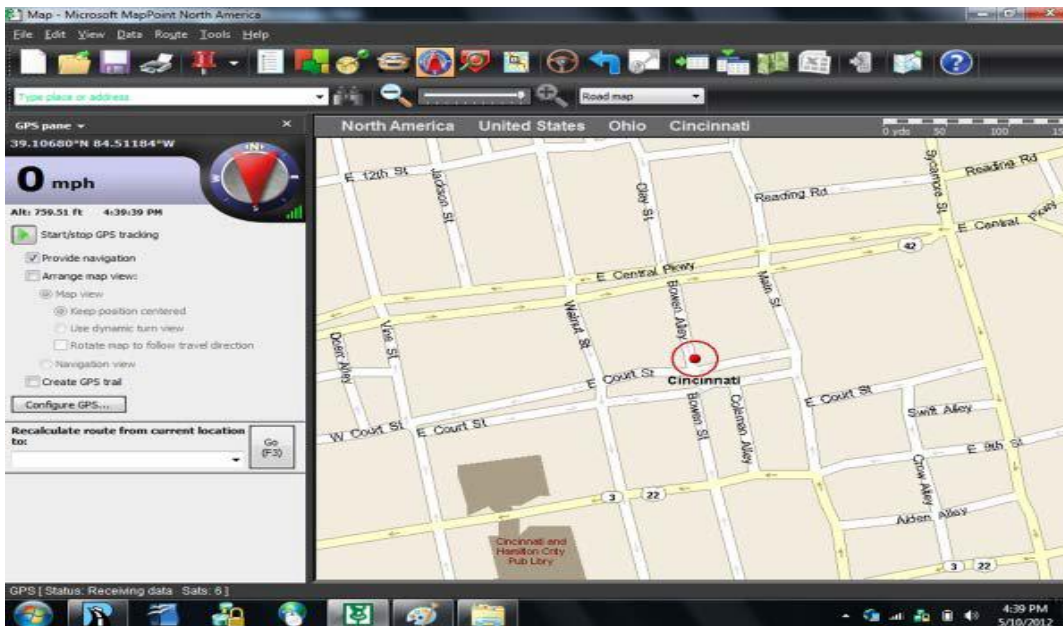 Map - Microsoft MapPoint North America
File Edit View Data Route Tools Help
Type place or address
Road map
GPS pane
North America United States Ohio Cincinnati
0 yds 50 100
39.10680°N 84.51184°W
N
0 mph
Alt: 759.51 ft 4:39:39 PM
Start/stop GPS tracking
Provide navigation
Arrange map view:
Map view
Keep position centered
Use dynamic turn view
Rotate map to follow travel direction
Navigation view
Create GPS trail
Configure GPS...
Recalculate route from current location to:
Go (F3)
E 12th St
Jackson St
Clay St
Reading Rd
Sycamore St
Reading Rd
E Central Pkwy
42
E Central Pkwy
Main St
Bowen Alley
Walnut St
Vine St
Ocert Alley
Cincinnati
E Court St
E Court St
W Court St
E Court St
Bowen St
Coleman Alley
Swift Alley
E 9th St
Crow Alley
Alden Alley
3 22
3 22
Cincinnati and
Hamilton Cnty
Pub Lbry
GPS [ Status: Receiving data Sats: 6 ]
4:39 PM
5/10/2012